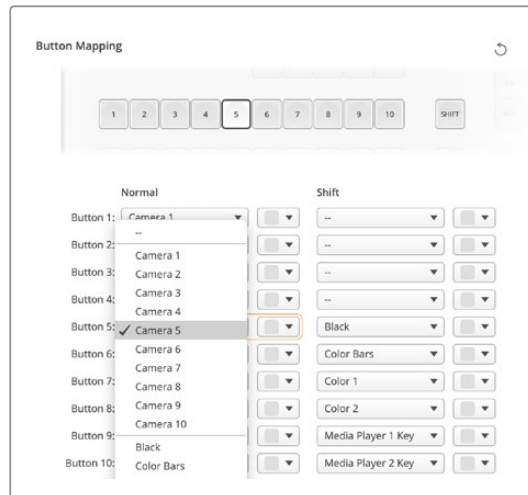 Button Mapping
1 2 3 4 5 6 7 8 9 10 SHIFT
Normal Shift
Button 1: Camera 1 --
Button 2: --
--
Button 3: --
Button 4: --
Button 5: Black
Button 6: Color Bars
Button 7: Color 1
Button 8: Color 2
Button 9: Media Player 1 Key
Button 10: Media Player 2 Key
Camera 1
Camera 2
Camera 3
Camera 4
✓ Camera 5
Camera 6
Camera 7
Camera 8
Camera 9
Camera 10
Black
Color Bars